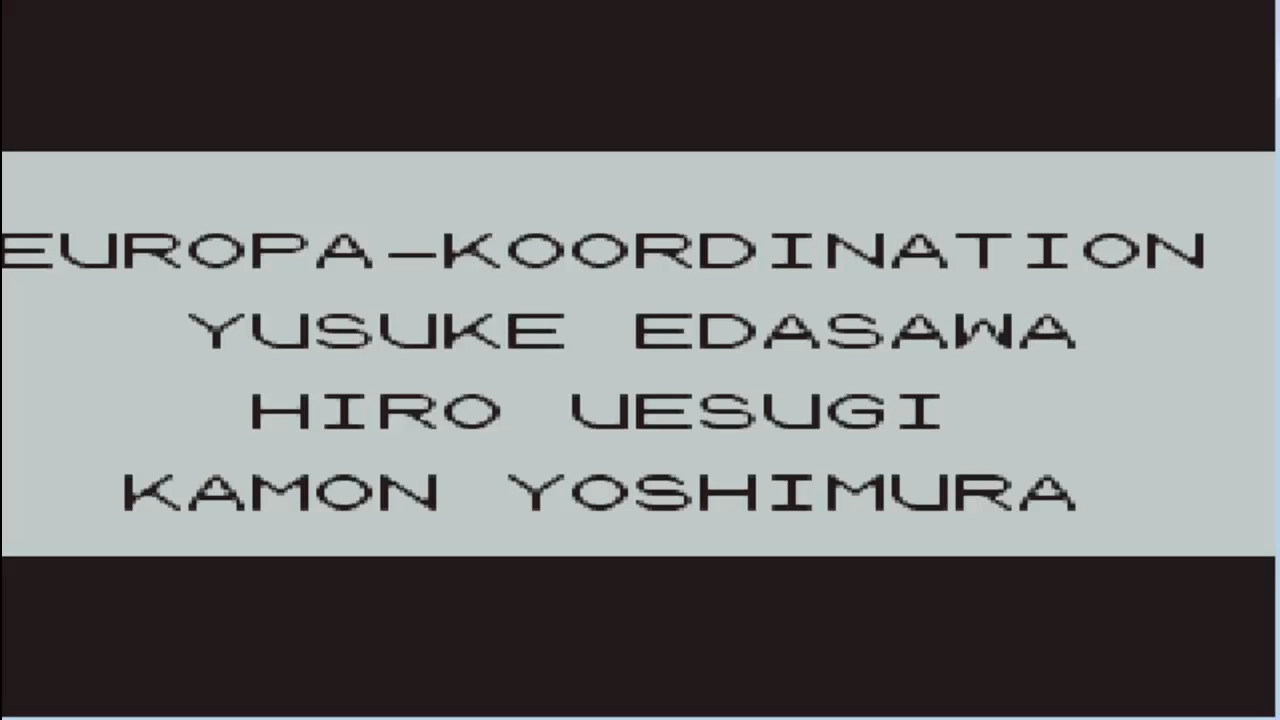 EUROPA-KOORDINATION
YUSUKE EDASAWA
HIRO UESUGI
KAMON YOSHIMURA